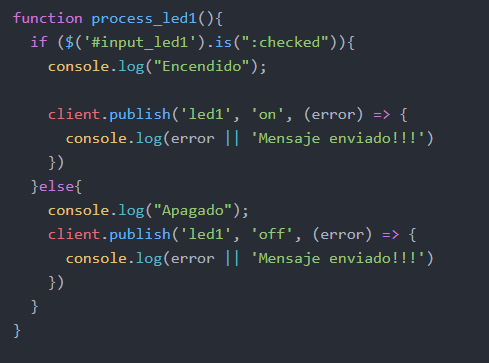 function process_led1(){
  if ($('#input_led1').is(":checked")){
    console.log("Encendido");

    client.publish('led1', 'on', (error) => {
      console.log(error || 'Mensaje enviado!!!')
    })
  }else{
    console.log("Apagado");
    client.publish('led1', 'off', (error) => {
      console.log(error || 'Mensaje enviado!!!')
    })
  }
}